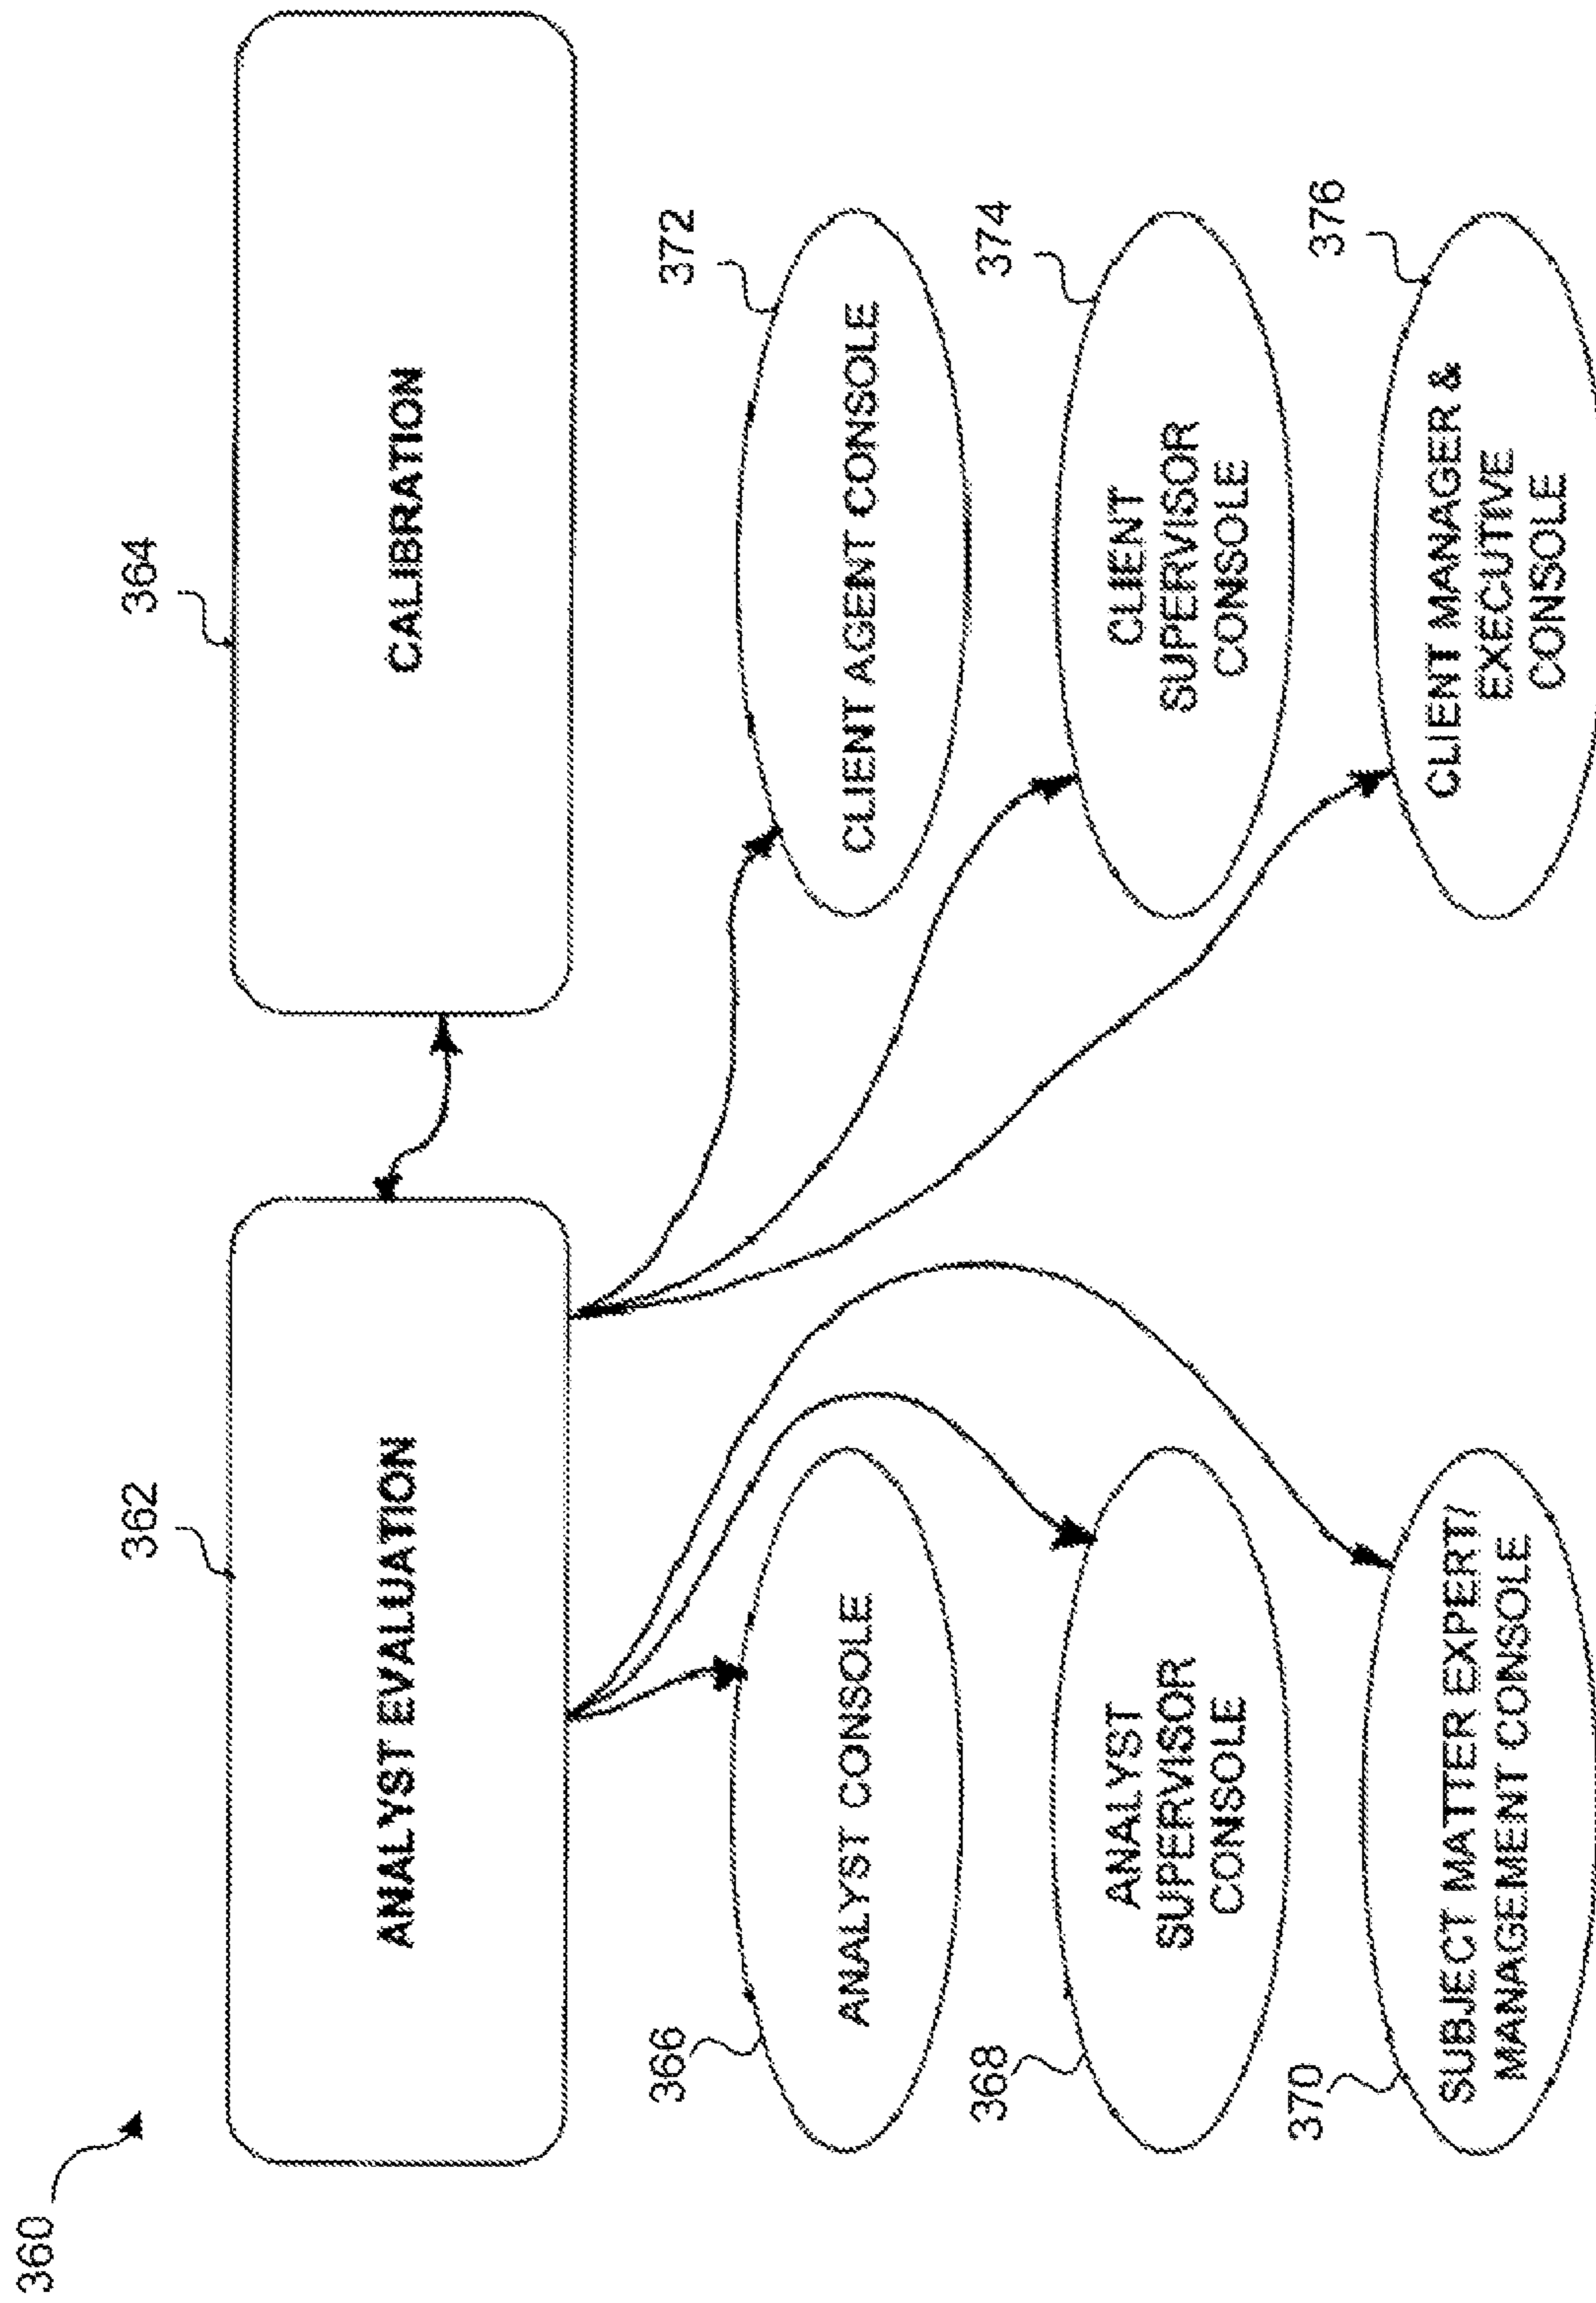 360
362
364
ANALYST EVALUATION
CALIBRATION
366
ANALYST CONSOLE
372
CLIENT AGENT CONSOLE
368
ANALYST
SUPERVISOR
CONSOLE
374
CLIENT
SUPERVISOR
CONSOLE
370
SUBJECT MATTER EXPERT/
MANAGEMENT CONSOLE
376
CLIENT MANAGER &
EXECUTIVE
CONSOLE